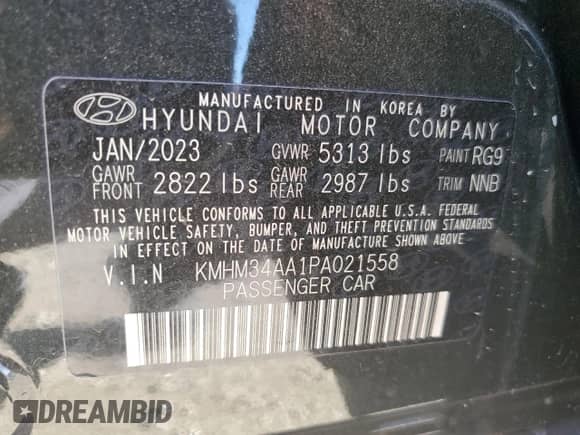 MANUFACTURED IN KOREA BY
HYUNDAI MOTOR COMPANY
JAN/2023 GVWR 5313 lbs PAINT RG9
GAWR FRONT 2822 lbs GAWR REAR 2987 lbs TRIM NNB
THIS VEHICLE CONFORMS TO ALL APPLICABLE U.S.A. FEDERAL
MOTOR VEHICLE SAFETY, BUMPER, AND THEFT PREVENTION STANDARDS
IN EFFECT ON THE DATE OF MANUFACTURE SHOWN ABOVE.
V.I.N KMHM34AA1PA021558
PASSENGER CAR
DREAMBID